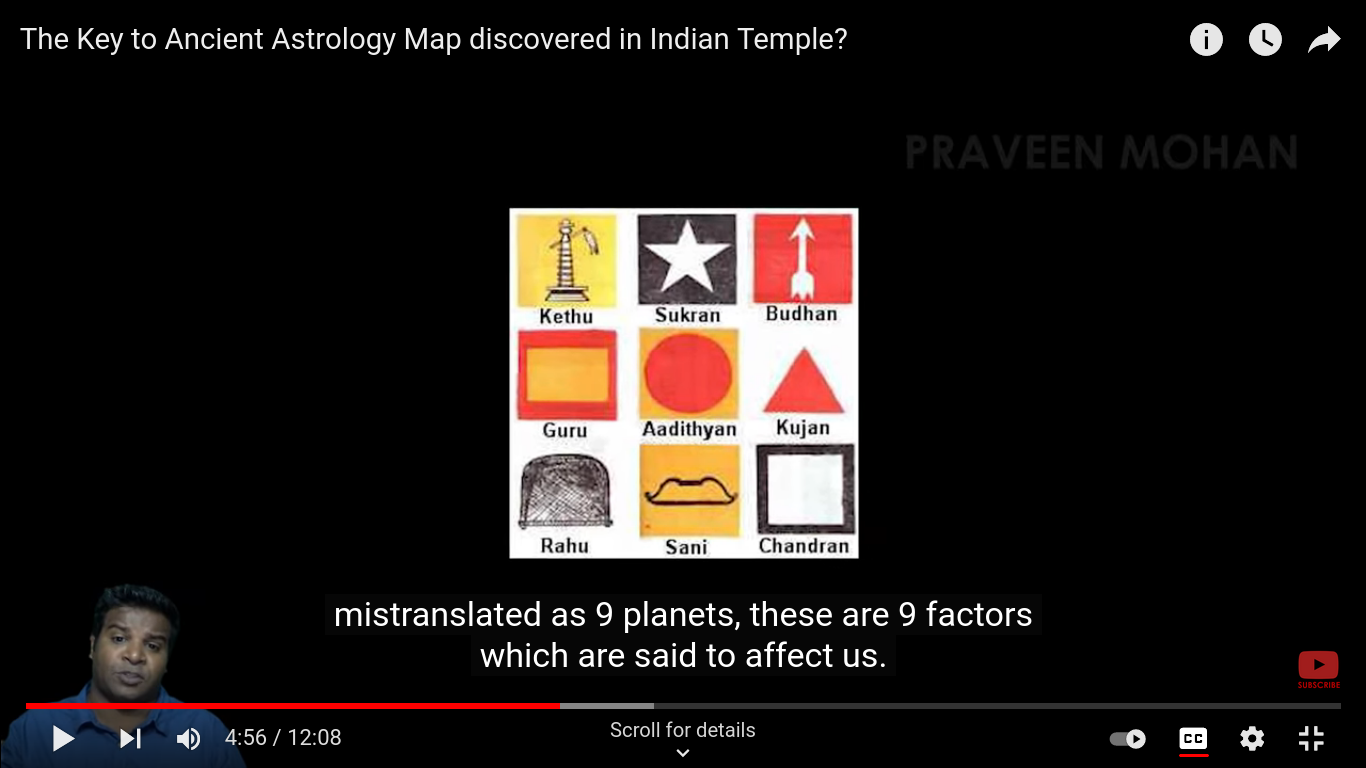 The Key to Ancient Astrology Map discovered in Indian Temple?
PRAVEEN MOHAN
Kethu
Sukran
Budhan
Guru
Aadithyan
Kujan
Rahu
Sani
Chandran
mistranslated as 9 planets, these are 9 factors
which are said to affect us.
SUBSCRIBE
4:56 / 12:08
Scroll for details
CC